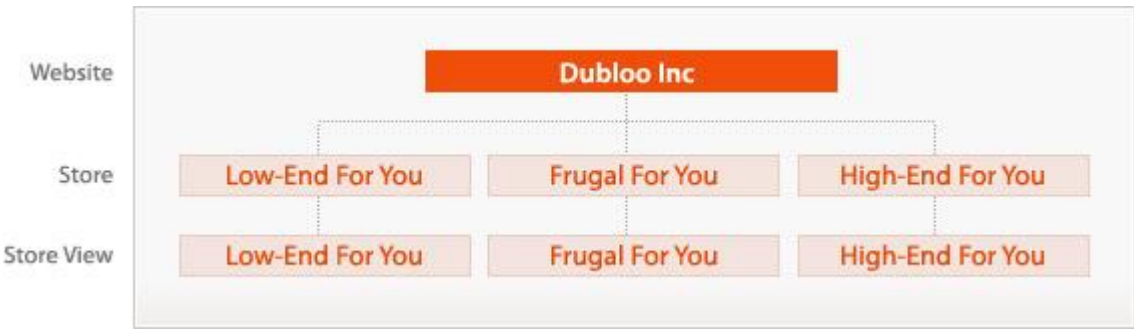 Website
Dubloo Inc
Store
Low-End For You
Frugal For You
High-End For You
Store View
Low-End For You
Frugal For You
High-End For You